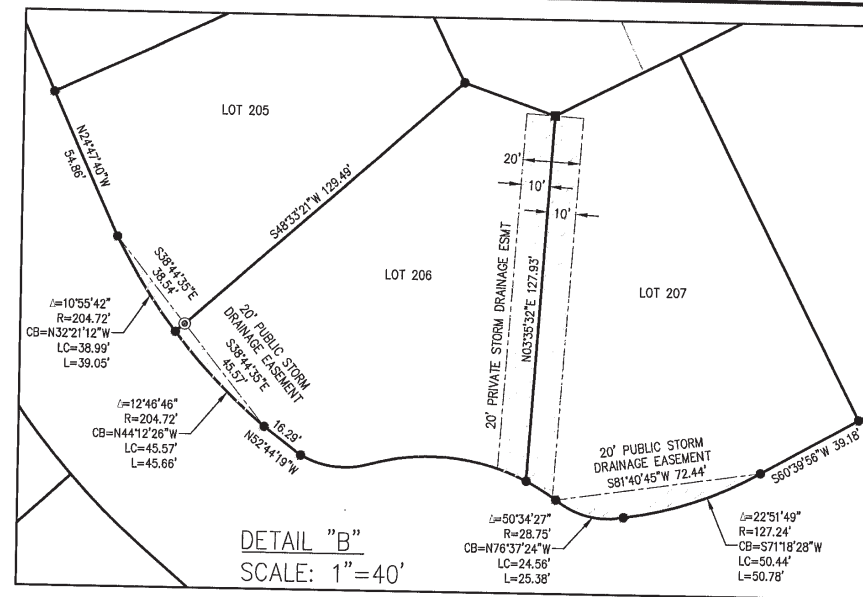 LOT 205
N24°47'40"W
54.86'
S48°33'21"W 129.49'
20'
10'
10'
S38°44'35"E
38.54'
LOT 206
20' PRIVATE STORM DRAINAGE ESMT
N03°35'32"E 127.93'
LOT 207
Δ=10°55'42"
R=204.72'
CB=N32°21'12"W
LC=38.99'
L=39.05'
20' PUBLIC STORM
DRAINAGE EASEMENT
S38°44'35"E
45.57'
Δ=12°46'46"
R=204.72'
CB=N44°12'26"W
LC=45.57'
L=45.66'
16.29'
N52°44'19"W
20' PUBLIC STORM
DRAINAGE EASEMENT
S81°40'45"W 72.44'
S60°39'56"W 39.18'
Δ=50°34'27"
R=28.75'
CB=N76°37'24"W
LC=24.56'
L=25.38'
Δ=22°51'49"
R=127.24'
CB=S71°18'28"W
LC=50.44'
L=50.78'
DETAIL "B"
SCALE: 1"=40'